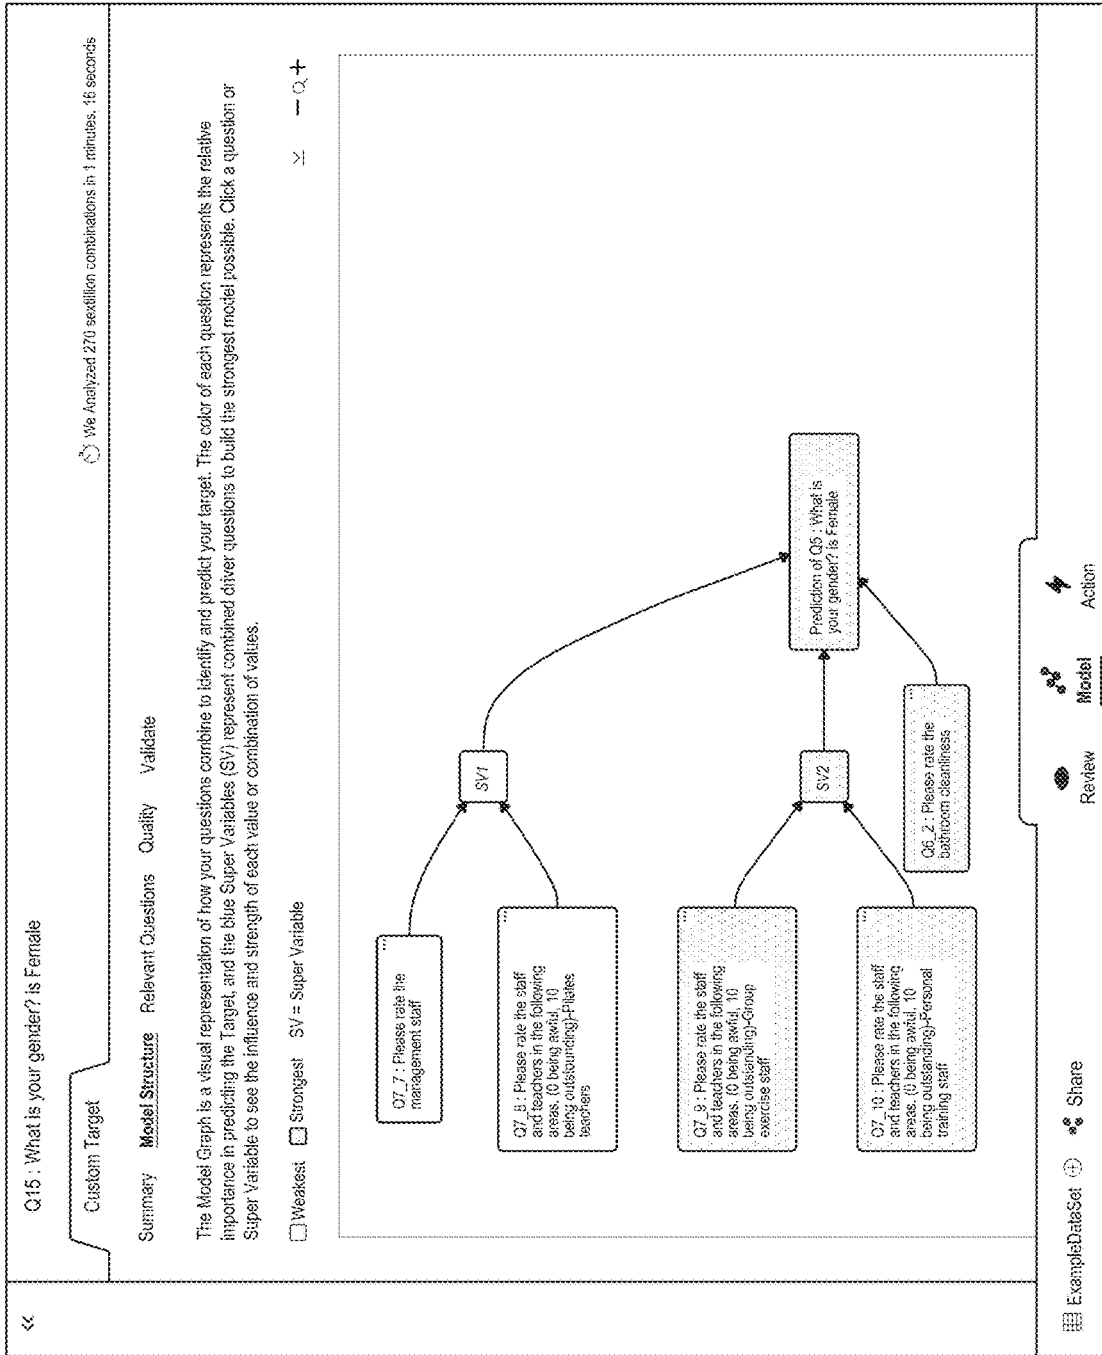 Q15 : What is your gender? is Female
Custom Target
We Analyzed 270 sextillion combinations in 1 minutes, 16 seconds
Summary Model Structure Relevant Questions Quality Validate
The Model Graph is a visual representation of how your questions combine to identify and predict your target. The color of each question represents the relative
importance in predicting the Target, and the blue Super Variables (SV) represent combined driver questions to build the strongest model possible. Click a question or
Super Variable to see the influence and strength of each value or combination of values.
Weakest Strongest SV = Super Variable
Q7_7 : Please rate the
management staff
Q7_8 : Please rate the staff
and teachers in the following
areas. (0 being awful, 10
being outstounding)-Pilates
teachers
SV1
Q7_9 : Please rate the staff
and teachers in the following
areas. (0 being awful, 10
being outstanding)-Group
exercise staff
Q7_10 : Please rate the staff
and teachers in the following
areas. (0 being awful, 10
being outstanding)-Personal
training staff
SV2
Q6_2 : Please rate the
bathroom cleanliness
Prediction of Q5 : What is
your gender? is Female
ExampleDataSet Share
Review Model Action